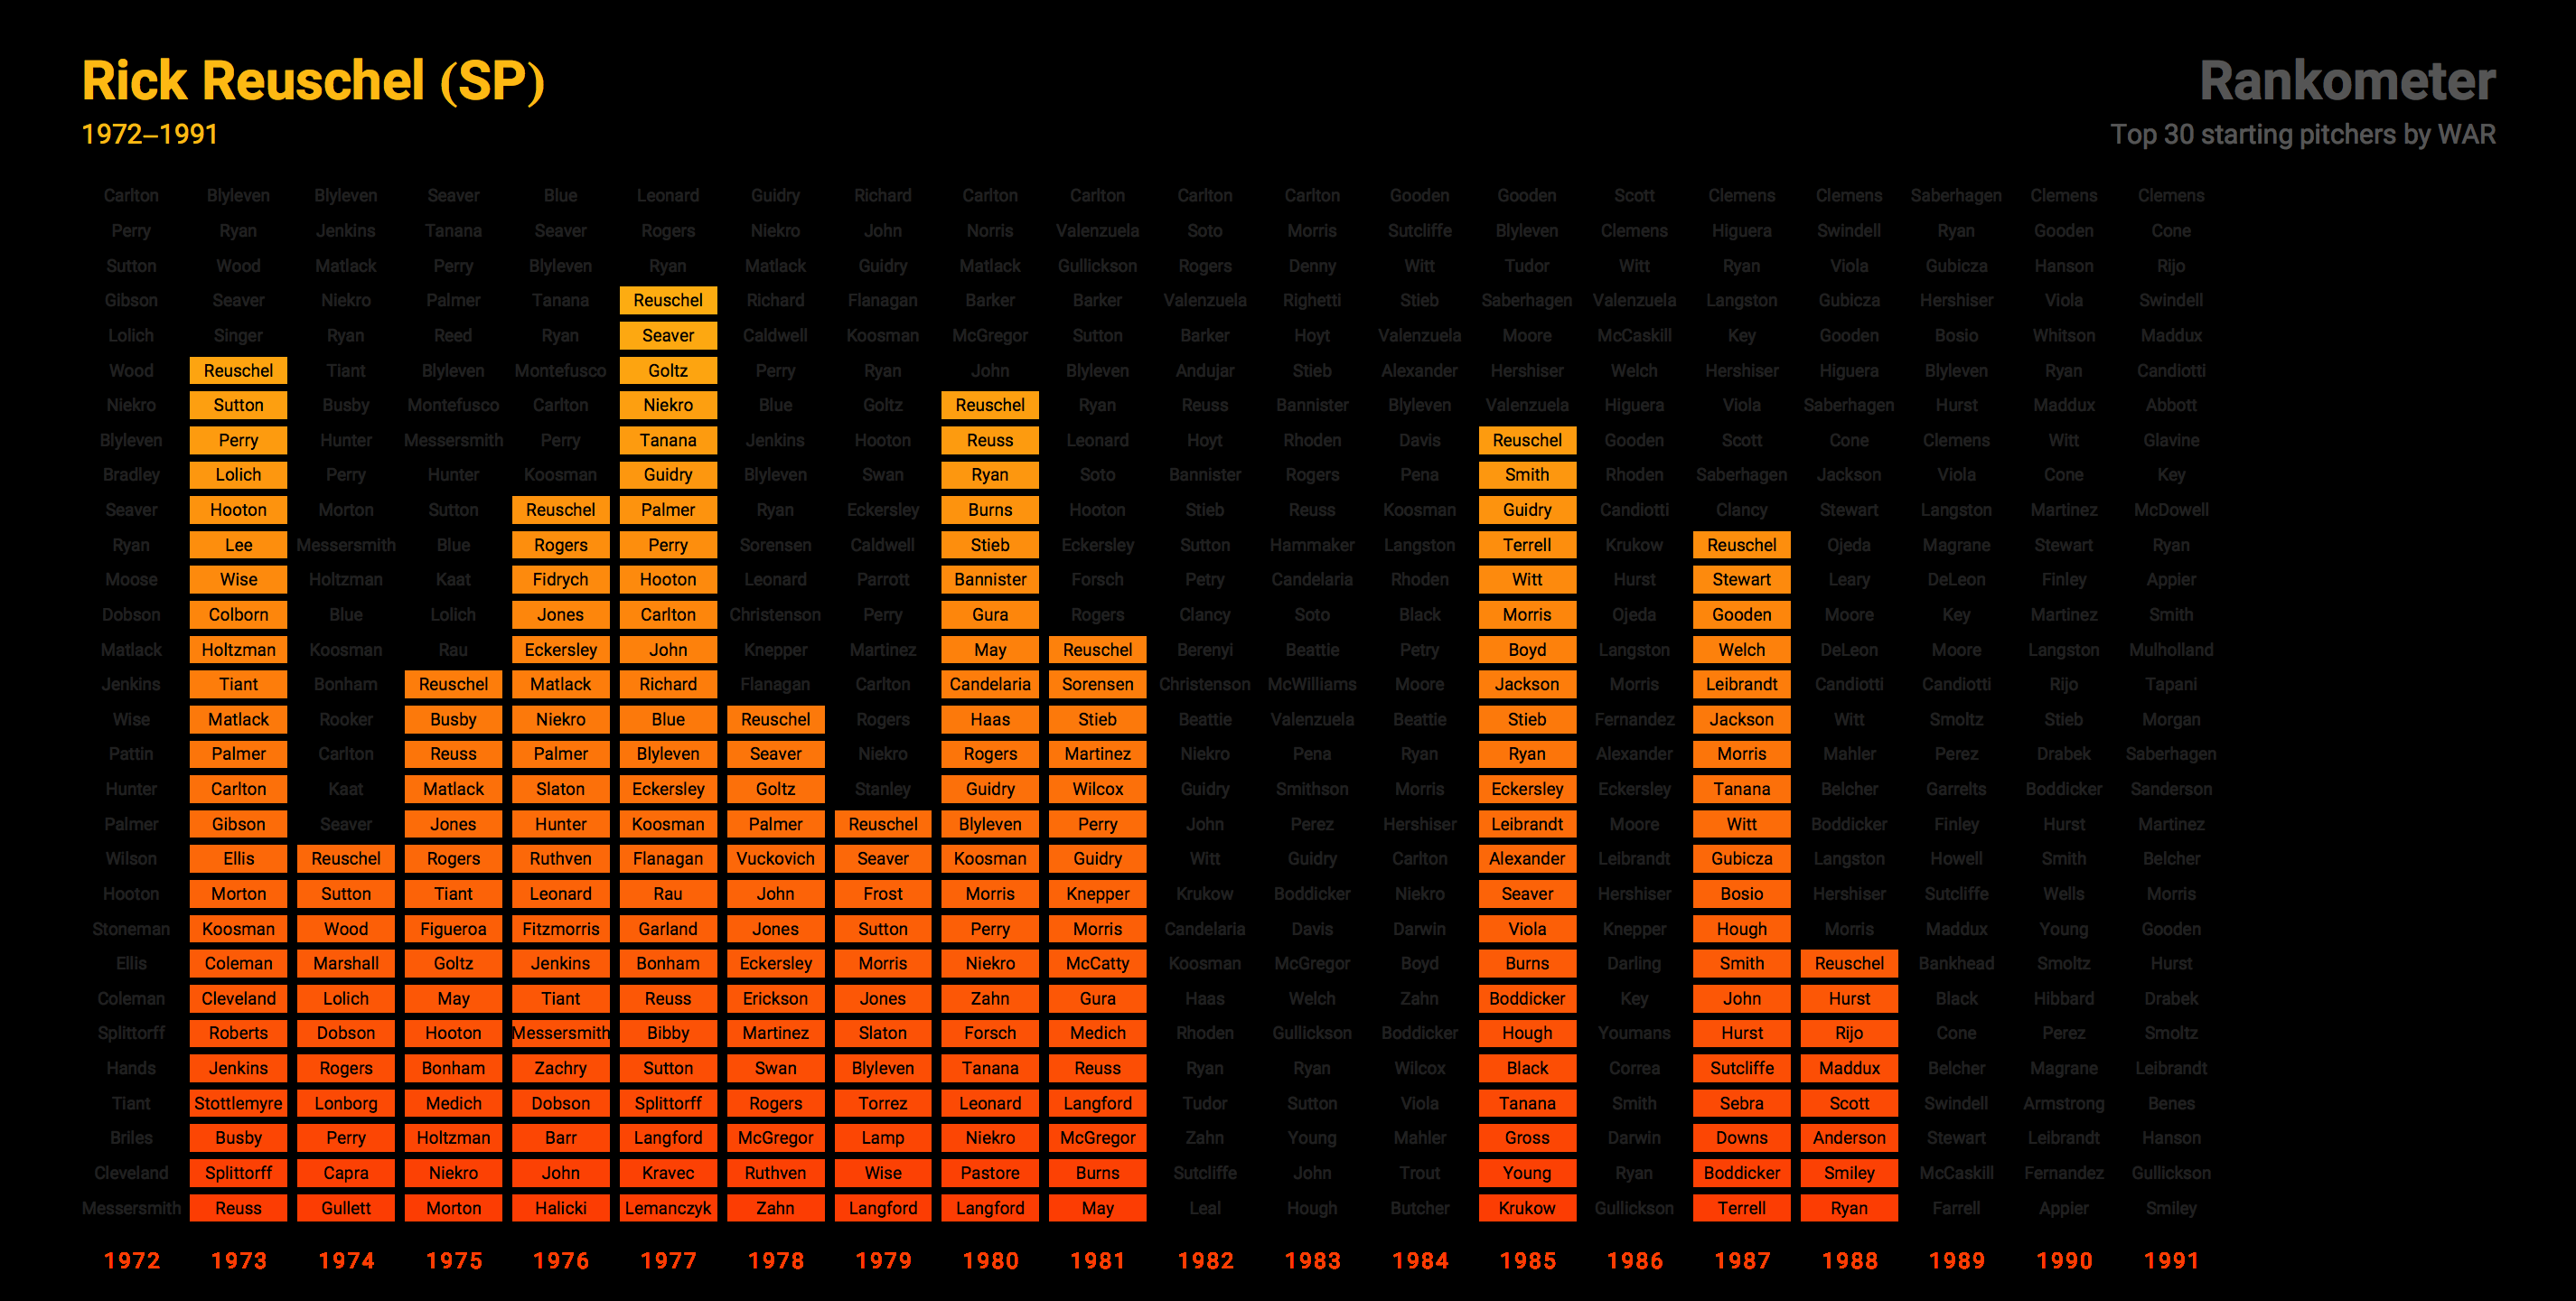 Rick Reuschel (SP)
Rankometer
1972–1991
Top 30 starting pitchers by WAR
Carlton Blyleven Blyleven Seaver Blue Leonard Guidry Richard Carlton Carlton Carlton Carlton Gooden Gooden Scott Clemens Clemens Saberhagen Clemens Clemens
Perry Ryan Jenkins Tanana Seaver Rogers Niekro John Norris Valenzuela Soto Morris Sutcliffe Blyleven Clemens Higuera Swindell Ryan Gooden Cone
Sutton Wood Matlack Perry Blyleven Ryan Matlack Guidry Matlack Gullickson Rogers Denny Witt Tudor Witt Ryan Viola Gubicza Hanson Rijo
Gibson Seaver Niekro Palmer Tanana Reuschel Richard Flanagan Barker Barker Valenzuela Righetti Stieb Saberhagen Valenzuela Langston Gubicza Hershiser Viola Swindell
Lolich Singer Ryan Reed Ryan Seaver Caldwell Koosman McGregor Sutton Barker Hoyt Valenzuela Moore McCaskill Key Gooden Bosio Whitson Maddux
Wood Reuschel Tiant Blyleven Montefusco Goltz Perry Ryan John Blyleven Andujar Stieb Alexander Hershiser Welch Hershiser Higuera Blyleven Ryan Candiotti
Niekro Sutton Busby Montefusco Carlton Niekro Blue Goltz Reuschel Ryan Reuss Bannister Blyleven Valenzuela Higuera Viola Saberhagen Hurst Maddux Abbott
Blyleven Perry Hunter Messersmith Perry Tanana Jenkins Hooton Reuss Leonard Hoyt Rhoden Davis Reuschel Gooden Scott Cone Clemens Witt Glavine
Bradley Lolich Perry Hunter Koosman Guidry Blyleven Swan Ryan Soto Bannister Rogers Pena Smith Rhoden Saberhagen Jackson Viola Cone Key
Seaver Hooton Morton Sutton Reuschel Palmer Ryan Eckersley Burns Hooton Stieb Reuss Koosman Guidry Candiotti Clancy Stewart Langston Martinez McDowell
Ryan Lee Messersmith Blue Rogers Perry Sorensen Caldwell Stieb Eckersley Sutton Hammaker Langston Terrell Krukow Reuschel Ojeda Magrane Stewart Ryan
Moose Wise Holtzman Kaat Fidrych Hooton Leonard Parrott Bannister Forsch Petry Candelaria Rhoden Witt Hurst Stewart Leary DeLeon Finley Appier
Dobson Colborn Blue Lolich Jones Carlton Christenson Perry Gura Rogers Clancy Soto Black Morris Ojeda Gooden Moore Key Martinez Smith
Matlack Holtzman Koosman Rau Eckersley John Knepper Martinez May Reuschel Berenyi Beattie Petry Boyd Langston Welch DeLeon Moore Langston Mulholland
Jenkins Tiant Bonham Reuschel Matlack Richard Flanagan Carlton Candelaria Sorensen Christenson McWilliams Moore Jackson Morris Leibrandt Candiotti Candiotti Rijo Tapani
Wise Matlack Rooker Busby Niekro Blue Reuschel Rogers Haas Stieb Beattie Valenzuela Beattie Stieb Fernandez Jackson Witt Smoltz Stieb Morgan
Pattin Palmer Carlton Reuss Palmer Blyleven Seaver Niekro Rogers Martinez Niekro Pena Ryan Ryan Alexander Morris Mahler Perez Drabek Saberhagen
Hunter Carlton Kaat Matlack Slaton Eckersley Goltz Stanley Guidry Wilcox Guidry Smithson Morris Eckersley Eckersley Tanana Belcher Garrelts Boddicker Sanderson
Palmer Gibson Seaver Jones Hunter Koosman Palmer Reuschel Blyleven Perry John Perez Hershiser Leibrandt Moore Witt Boddicker Finley Hurst Martinez
Wilson Ellis Reuschel Rogers Ruthven Flanagan Vuckovich Seaver Koosman Guidry Witt Guidry Carlton Alexander Leibrandt Gubicza Langston Howell Smith Belcher
Hooton Morton Sutton Tiant Leonard Rau John Frost Morris Knepper Krukow Boddicker Niekro Seaver Hershiser Bosio Hershiser Sutcliffe Wells Morris
Stoneman Koosman Wood Figueroa Fitzmorris Garland Jones Sutton Perry Morris Candelaria Davis Darwin Viola Knepper Hough Morris Maddux Young Gooden
Ellis Coleman Marshall Goltz Jenkins Bonham Eckersley Morris Niekro McCatty Koosman McGregor Boyd Burns Darling Smith Reuschel Bankhead Smoltz Hurst
Coleman Cleveland Lolich May Tiant Reuss Erickson Jones Zahn Gura Haas Welch Zahn Boddicker Key John Hurst Black Hibbard Drabek
Splittorff Roberts Dobson Hooton Messersmith Bibby Martinez Slaton Forsch Medich Rhoden Gullickson Boddicker Hough Youmans Hurst Rijo Cone Perez Smoltz
Hands Jenkins Rogers Bonham Zachry Sutton Swan Blyleven Tanana Reuss Ryan Ryan Wilcox Black Correa Sutcliffe Maddux Belcher Magrane Leibrandt
Tiant Stottlemyre Lonborg Medich Dobson Splittorff Rogers Torrez Leonard Langford Tudor Sutton Viola Tanana Smith Sebra Scott Swindell Armstrong Benes
Briles Busby Perry Holtzman Barr Langford McGregor Lamp Niekro McGregor Zahn Young Mahler Gross Darwin Downs Anderson Stewart Leibrandt Hanson
Cleveland Splittorff Capra Niekro John Kravec Ruthven Wise Pastore Burns Sutcliffe John Trout Young Ryan Boddicker Smiley McCaskill Fernandez Gullickson
Messersmith Reuss Gullett Morton Halicki Lemanczyk Zahn Langford Langford May Leal Hough Butcher Krukow Gullickson Terrell Ryan Farrell Appier Smiley
1972 1973 1974 1975 1976 1977 1978 1979 1980 1981 1982 1983 1984 1985 1986 1987 1988 1989 1990 1991